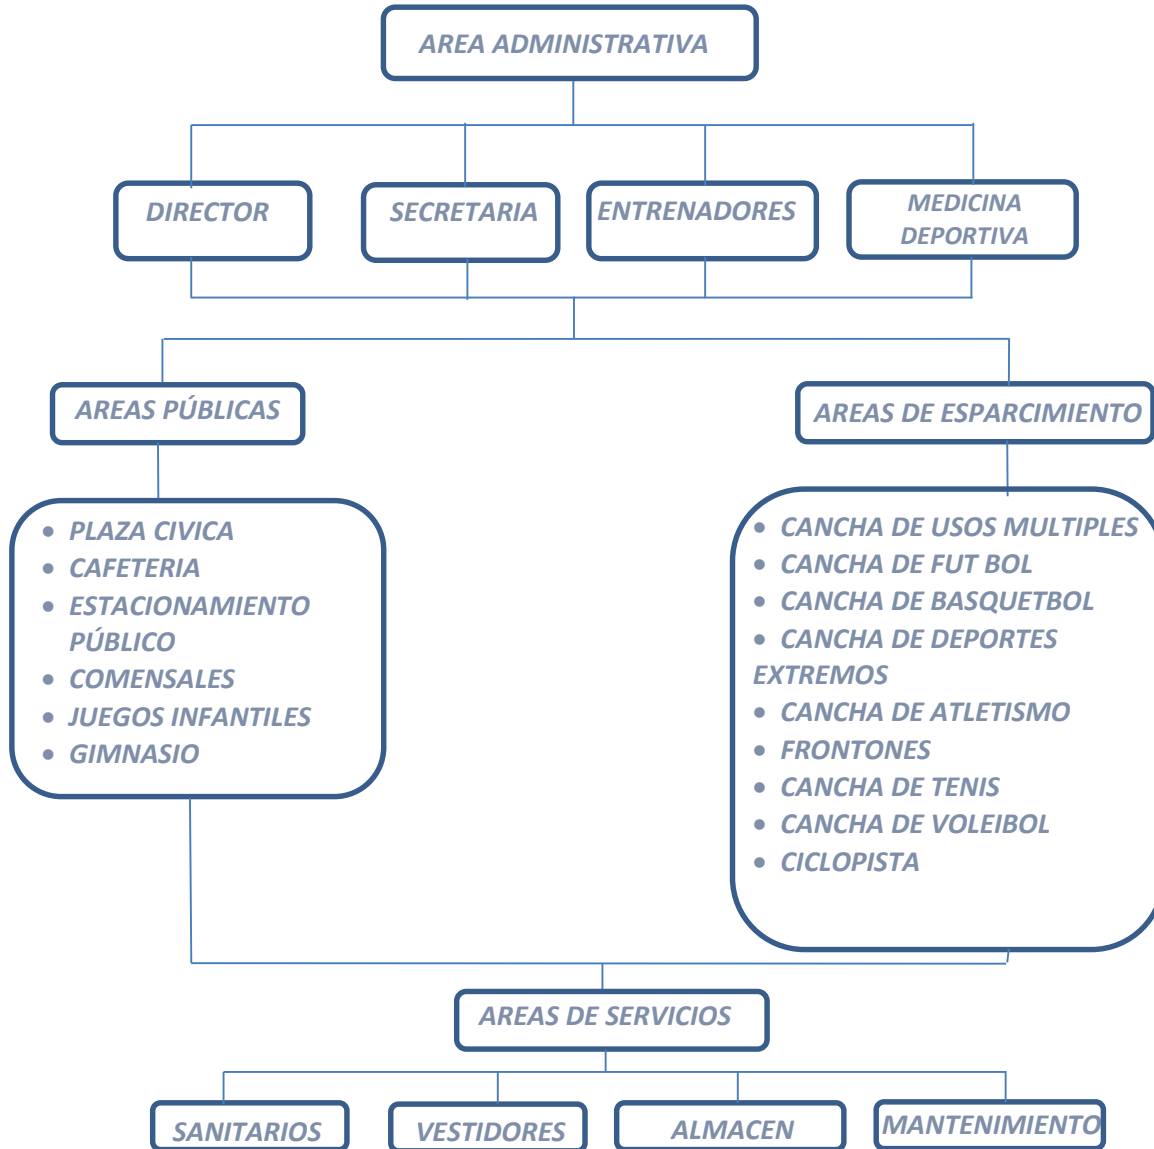 AREA ADMINISTRATIVA
DIRECTOR
SECRETARIA
ENTRENADORES
MEDICINA
DEPORTIVA
AREAS PÚBLICAS
AREAS DE ESPARCIMIENTO
• PLAZA CIVICA
• CAFETERIA
• ESTACIONAMIENTO
PÚBLICO
• COMENSALES
• JUEGOS INFANTILES
• GIMNASIO
• CANCHA DE USOS MULTIPLES
• CANCHA DE FUT BOL
• CANCHA DE BASQUETBOL
• CANCHA DE DEPORTES
EXTREMOS
• CANCHA DE ATLETISMO
• FRONTONES
• CANCHA DE TENIS
• CANCHA DE VOLEIBOL
• CICLOPISTA
AREAS DE SERVICIOS
SANITARIOS
VESTIDORES
ALMACEN
MANTENIMIENTO